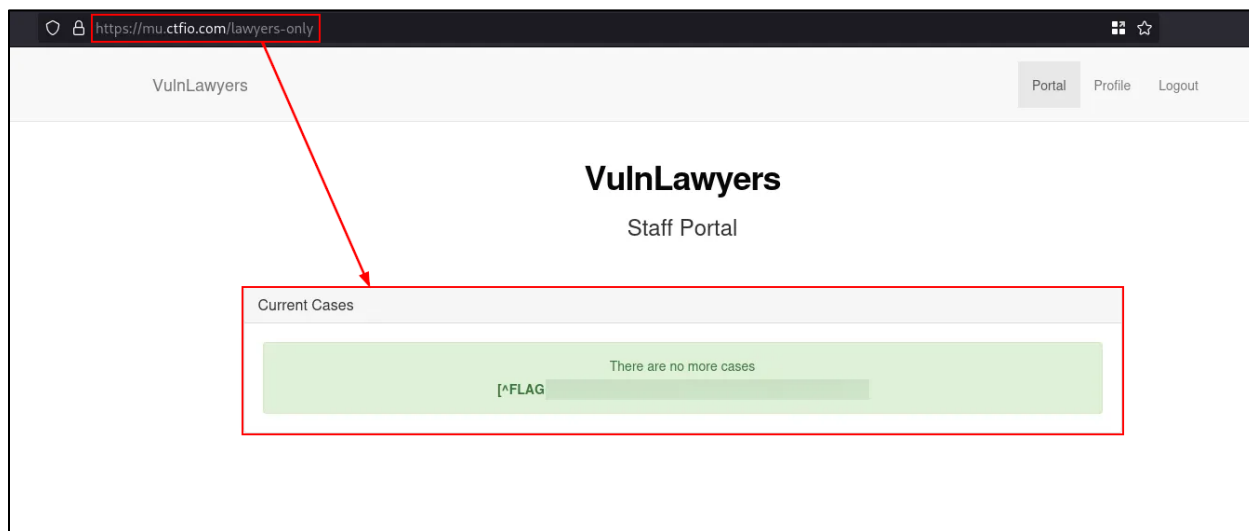 https://mu.ctfio.com/lawyers-only
VulnLawyers
Portal
Profile
Logout
VulnLawyers
Staff Portal
Current Cases
There are no more cases
[^FLAG